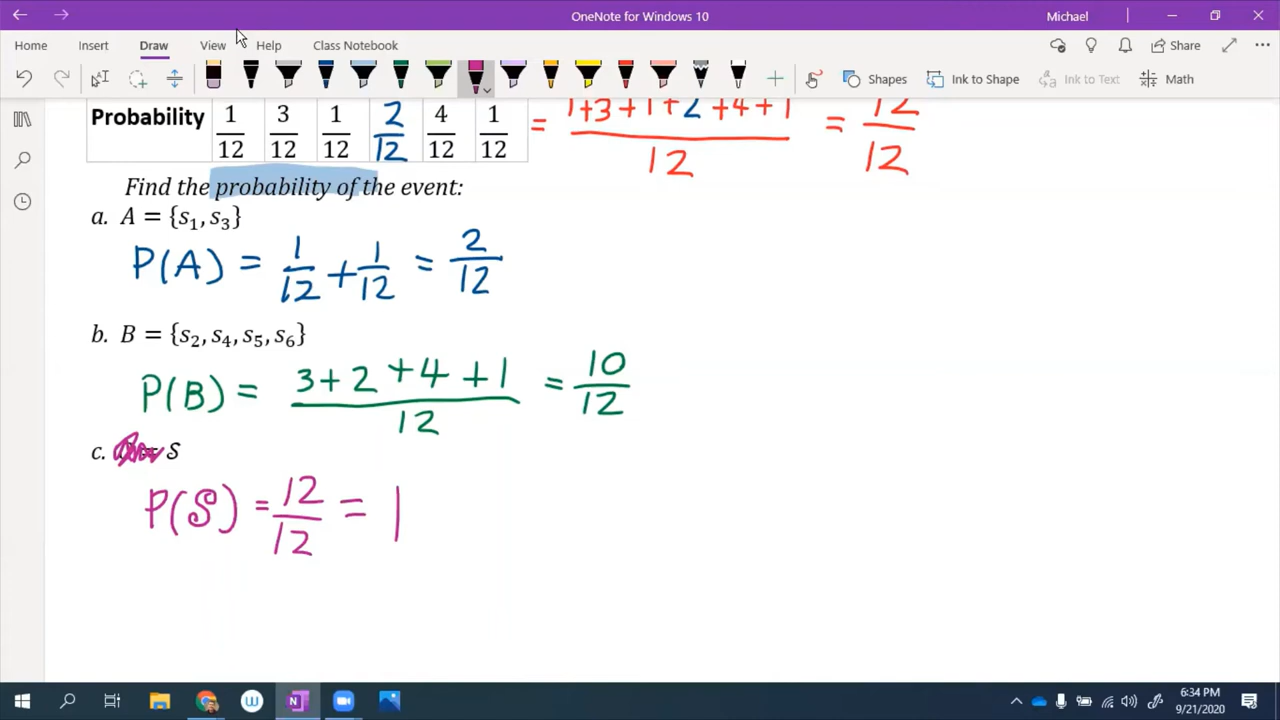 OneNote for Windows 10
Michael
Home Insert Draw View Help Class Notebook Share
Shapes Ink to Shape Ink to Text Math
Probability 1/12 3/12 1/12 2/12 4/12 1/12 = (1+3+1+2+4+1)/12 = 12/12
Find the probability of the event:
a. A = {s₁, s₃}
P(A) = 1/12 + 1/12 = 2/12
b. B = {s₂, s₄, s₅, s₆}
P(B) = (3+2+4+1)/12 = 10/12
c. = S
P(S) = 12/12 = 1
6:34 PM
9/21/2020